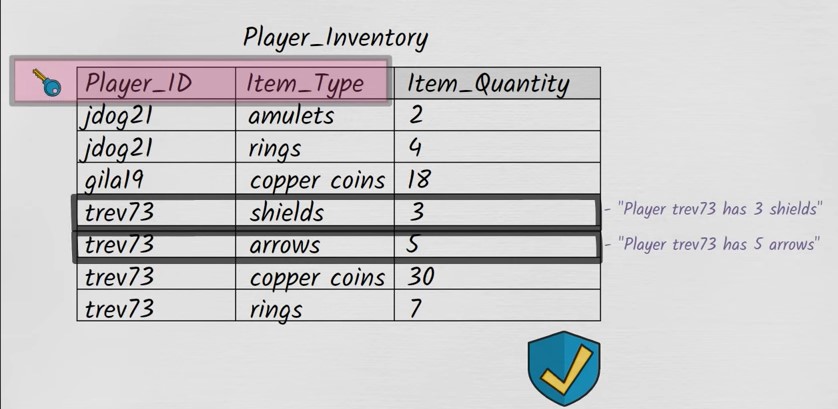 Player_Inventory
Player_ID Item_Type Item_Quantity
jdog21 amulets 2
jdog21 rings 4
gila19 copper coins 18
trev73 shields 3 - "Player trev73 has 3 shields"
trev73 arrows 5 - "Player trev73 has 5 arrows"
trev73 copper coins 30
trev73 rings 7